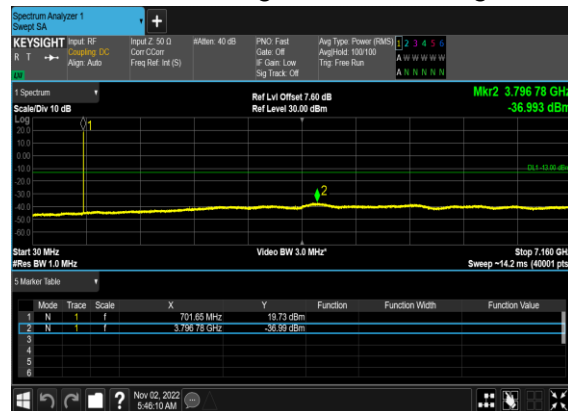 Spectrum Analyzer 1
Swept SA
+
KEYSIGHT
R T
LW
Input: RF
Coupling: DC
Align: Auto
Input Z: 50 Ω
Corr CCorr
Freq Ref: Int (S)
#Atten: 40 dB
PNO: Fast
Gate: Off
IF Gain: Low
Sig Track: Off
Avg Type: Power (RMS)
Avg|Hold: 100/100
Trig: Free Run
1 2 3 4 5 6
A W W W W W
A N N N N N
1 Spectrum
Scale/Div 10 dB
Ref Lvl Offset 7.60 dB
Ref Level 30.00 dBm
Mkr2 3.796 78 GHz
-36.993 dBm
Log
20.0
10.0
0.00
-10.0
-20.0
-30.0
-40.0
-50.0
-60.0
1
2
DL1 -13.00 dBm
Start 30 MHz
#Res BW 1.0 MHz
Video BW 3.0 MHz*
Stop 7.160 GHz
Sweep ~14.2 ms (40001 pts)
5 Marker Table
Mode Trace Scale X Y Function Function Width Function Value
1 N 1 f 701.65 MHz 19.73 dBm
2 N 1 f 3.796 78 GHz -36.99 dBm
3
4
5
6
?
Nov 02, 2022
5:46:10 AM